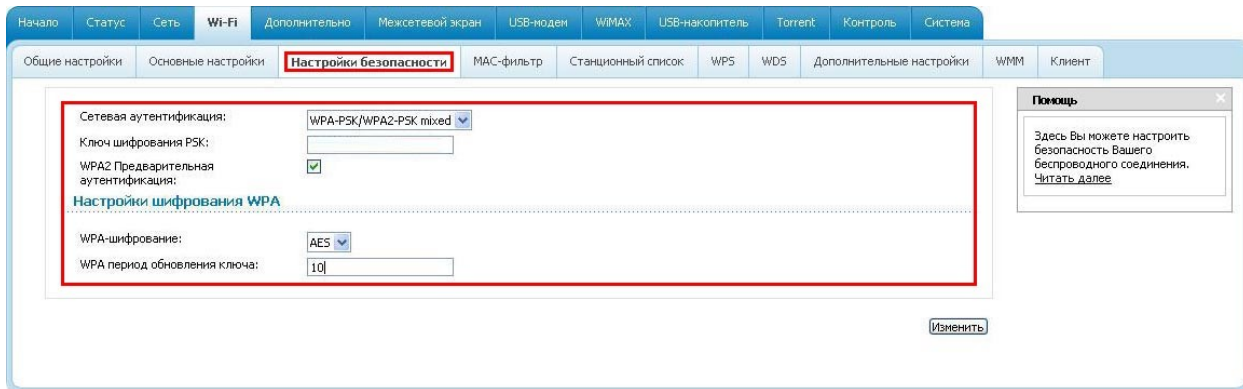 Начало Статус Сеть Wi-Fi Дополнительно Межсетевой экран USB-модем WiMAX USB-накопитель Torrent Контроль Система
Общие настройки Основные настройки Настройки безопасности MAC-фильтр Станционный список WPS WDS Дополнительные настройки WMM Клиент
Сетевая аутентификация: WPA-PSK/WPA2-PSK mixed
Ключ шифрования PSK:
WPA2 Предварительная
аутентификация:
Настройки шифрования WPA
WPA-шифрование: AES
WPA период обновления ключа: 10
Изменить
Помощь
Здесь Вы можете настроить
безопасность Вашего
беспроводного соединения.
Читать далее